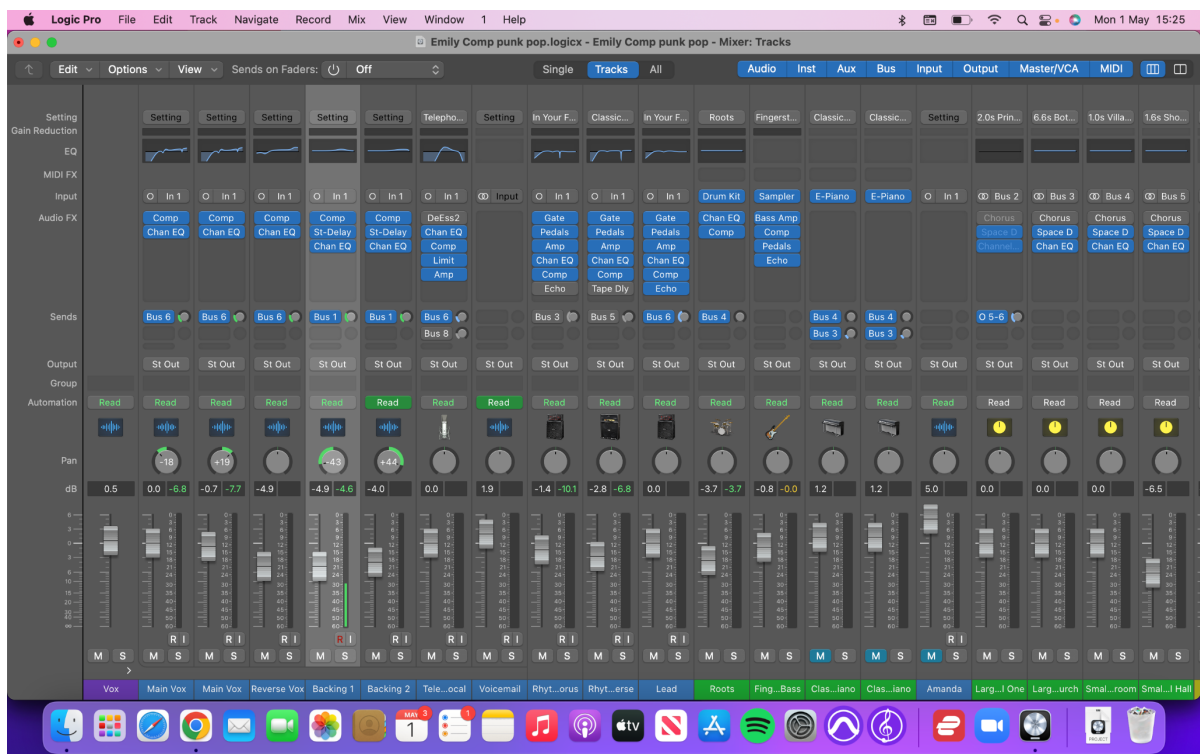 Logic Pro File Edit Track Navigate Record Mix View Window 1 Help Mon 1 May 15:25
Emily Comp punk pop.logicx - Emily Comp punk pop - Mixer: Tracks
Edit Options View Sends on Faders: Off Single Tracks All Audio Inst Aux Bus Input Output Master/VCA MIDI
Setting Setting Setting Setting Setting Setting Telepho... Setting In Your F... Classic... In Your F... Roots Fingerst... Classic... Classic... Setting 2.0s Prin... 6.6s Bot... 1.0s Villa... 1.6s Sho...
Gain Reduction
EQ
MIDI FX
Input In 1 In 1 In 1 In 1 In 1 In 1 Input In 1 In 1 In 1 Drum Kit Sampler E-Piano E-Piano In 1 Bus 2 Bus 3 Bus 4 Bus 5
Audio FX Comp Comp Comp Comp Comp DeEss2 Gate Gate Gate Chan EQ Bass Amp Chorus Chorus Chorus Chorus
Chan EQ Chan EQ Chan EQ St-Delay St-Delay Chan EQ Pedals Pedals Pedals Comp Comp Space D Space D Space D Space D
Chan EQ Chan EQ Comp Amp Amp Amp Pedals Channel... Chan EQ Chan EQ Chan EQ
Limit Chan EQ Chan EQ Chan EQ Echo
Amp Comp Comp Comp
Echo Tape Dly Echo
Sends Bus 6 Bus 6 Bus 6 Bus 1 Bus 1 Bus 6 Bus 3 Bus 5 Bus 6 Bus 4 Bus 4 Bus 4 O 5-6
Bus 8 Bus 3 Bus 3
Output St Out St Out St Out St Out St Out St Out St Out St Out St Out St Out St Out St Out St Out St Out St Out St Out St Out St Out St Out
Group
Automation Read Read Read Read Read Read Read Read Read Read Read Read Read Read Read Read Read Read Read Read
Pan -18 +19 -43 +44
dB 0.5 0.0 -6.8 -0.7 -7.7 -4.9 -4.9 -4.6 -4.0 0.0 1.9 -1.4 -10.1 -2.8 -6.8 0.0 -3.7 -3.7 -0.8 -0.0 1.2 1.2 5.0 0.0 0.0 0.0 -6.5
R I R I R I R I R I R I R I R I R I R I R I
M S M S M S M S M S M S M S M S M S M S M S M S M S M S M S M S M S M S M S M S
Vox Main Vox Main Vox Reverse Vox Backing 1 Backing 2 Tele...ocal Voicemail Rhyt...orus Rhyt...erse Lead Roots Fing...Bass Clas...iano Clas...iano Amanda Larg...l One Larg...urch Smal...room Smal...l Hall
MAY 3 1 1 tv PROJECT